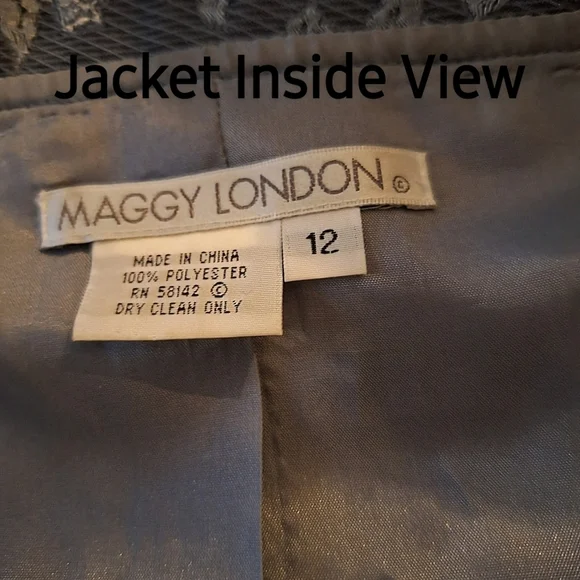 Jacket Inside View
MAGGY LONDON ©
12
MADE IN CHINA
100% POLYESTER
RN 58142 ©
DRY CLEAN ONLY